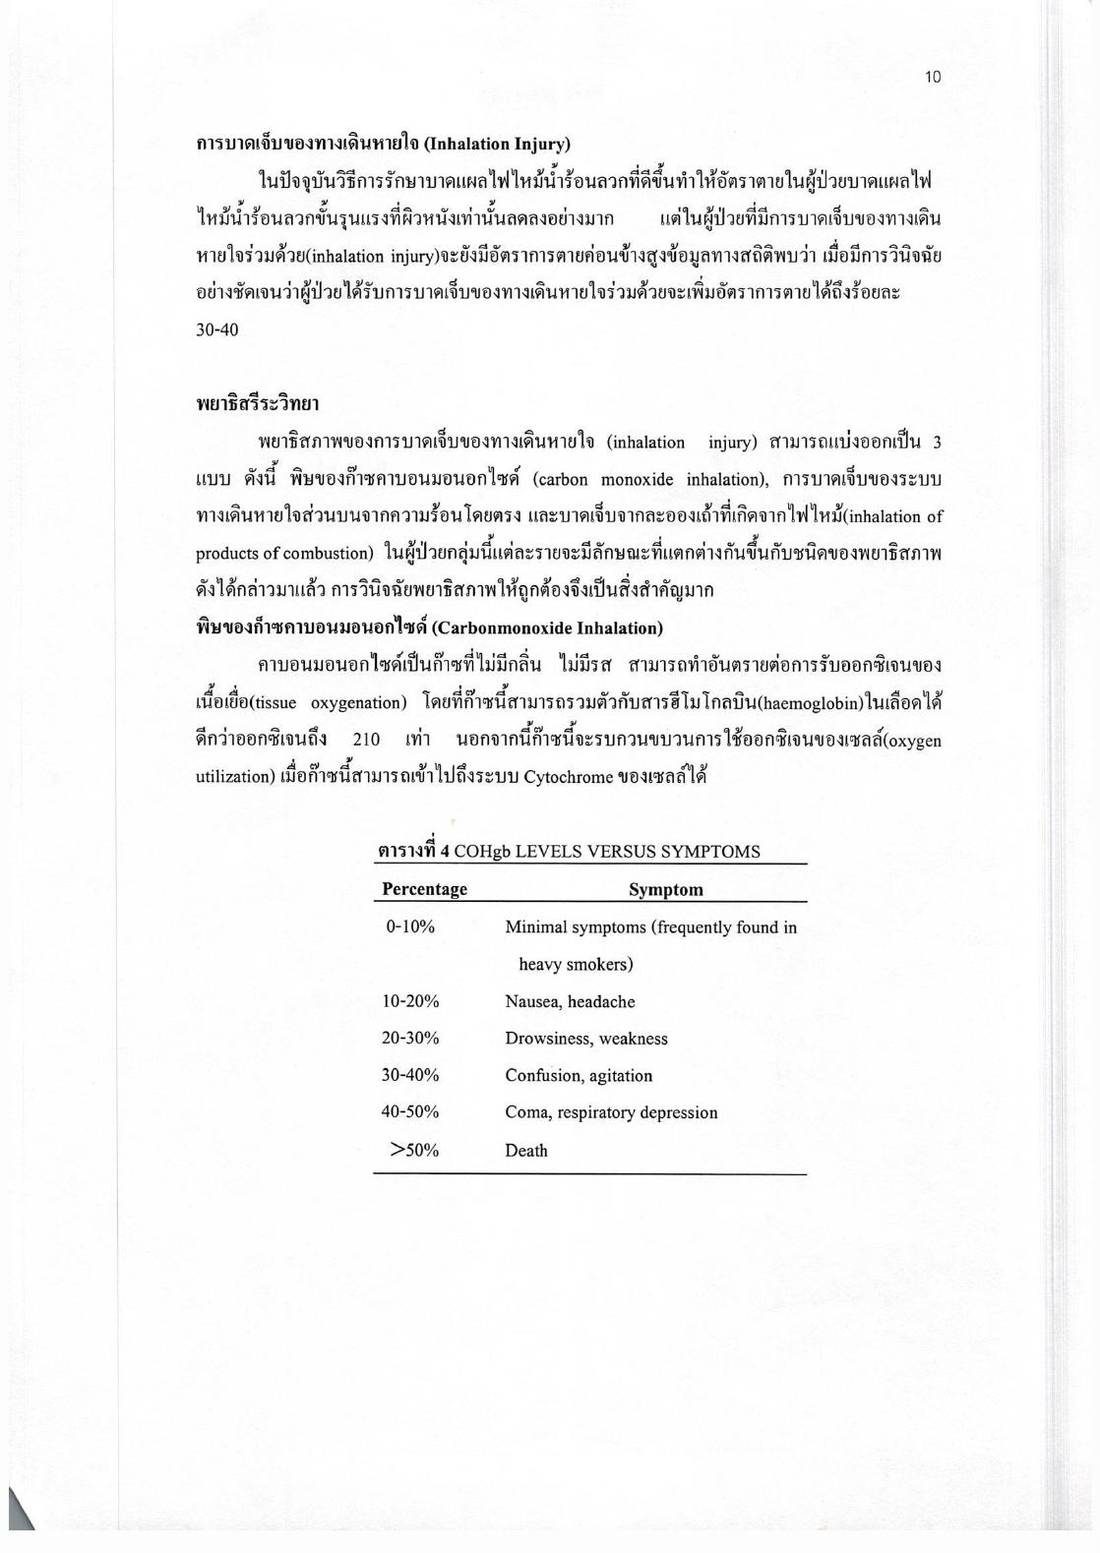 10
การบาดเจ็บของทางเดินหายใจ (Inhalation Injury)
ในปัจจุบันวิธีการรักษาบาดแผลไฟไหม้น้ำร้อนลวกที่ดีขึ้นทำให้อัตราตายในผู้ป่วยบาดแผลไฟ
ไหม้น้ำร้อนลวกขั้นรุนแรงที่ผิวหนังเท่านั้นลดลงอย่างมาก แต่ในผู้ป่วยที่มีการบาดเจ็บของทางเดิน
หายใจร่วมด้วย(inhalation injury)จะยังมีอัตราการตายค่อนข้างสูงข้อมูลทางสถิติพบว่า เมื่อมีการวินิจฉัย
อย่างชัดเจนว่าผู้ป่วยได้รับการบาดเจ็บของทางเดินหายใจร่วมด้วยจะเพิ่มอัตราการตายได้ถึงร้อยละ
30-40
พยาธิสรีระวิทยา
พยาธิสภาพของการบาดเจ็บของทางเดินหายใจ (inhalation injury) สามารถแบ่งออกเป็น 3
แบบ ดังนี้ พิษของก๊าซคาบอนมอนอกไซด์ (carbon monoxide inhalation), การบาดเจ็บของระบบ
ทางเดินหายใจส่วนบนจากความร้อนโดยตรง และบาดเจ็บจากละอองเถ้าที่เกิดจากไฟไหม้(inhalation of
products of combustion) ในผู้ป่วยกลุ่มนี้แต่ละรายจะมีลักษณะที่แตกต่างกันขึ้นกับชนิดของพยาธิสภาพ
ดังได้กล่าวมาแล้ว การวินิจฉัยพยาธิสภาพให้ถูกต้องจึงเป็นสิ่งสำคัญมาก
พิษของก๊าซคาบอนมอนอกไซด์ (Carbonmonoxide Inhalation)
คาบอนมอนอกไซด์เป็นก๊าซที่ไม่มีกลิ่น ไม่มีรส สามารถทำอันตรายต่อการรับออกซิเจนของ
เนื้อเยื่อ(tissue oxygenation) โดยที่ก๊าซนี้สามารถรวมตัวกับสารฮีโมโกลบิน(haemoglobin)ในเลือดได้
ดีกว่าออกซิเจนถึง 210 เท่า นอกจากนี้ก๊าซนี้จะรบกวนขบวนการใช้ออกซิเจนของเซลล์(oxygen
utilization) เมื่อก๊าซนี้สามารถเข้าไปถึงระบบ Cytochrome ของเซลล์ได้
ตารางที่ 4 COHgb LEVELS VERSUS SYMPTOMS
Percentage Symptom
0-10% Minimal symptoms (frequently found in
heavy smokers)
10-20% Nausea, headache
20-30% Drowsiness, weakness
30-40% Confusion, agitation
40-50% Coma, respiratory depression
>50% Death